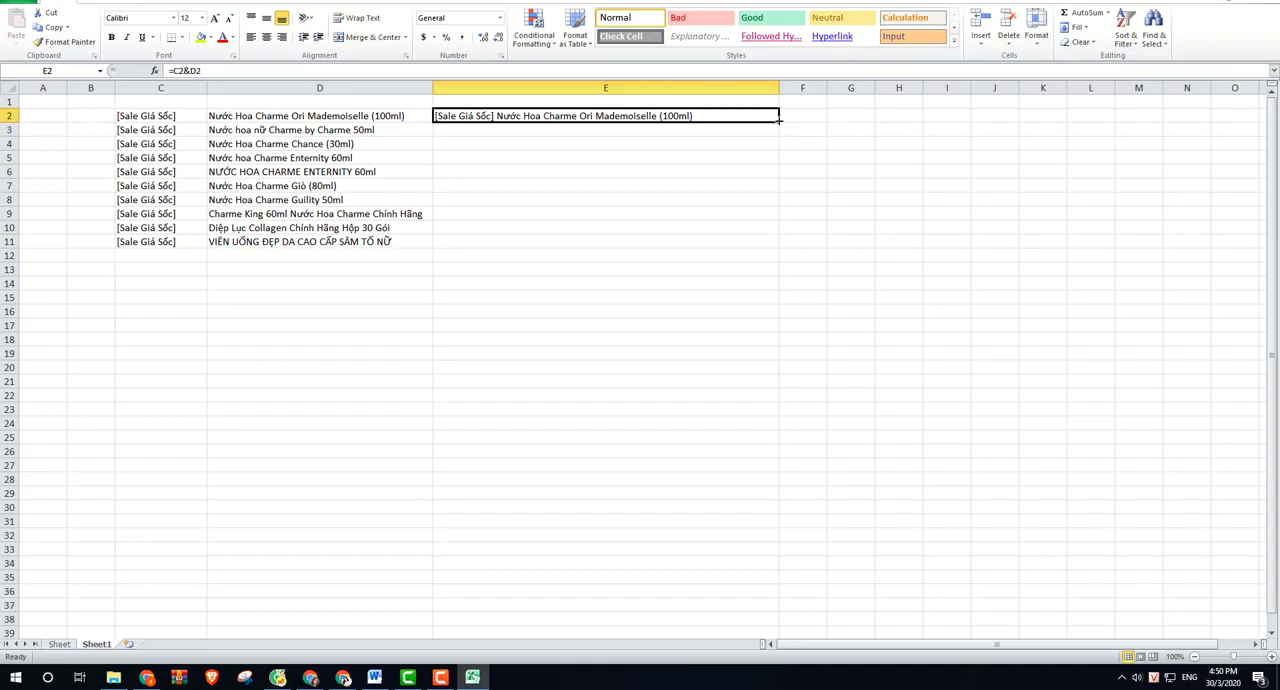 Cut
Calibri
12
Wrap Text
General
Normal
Bad
Good
Neutral
Calculation
Copy
Paste
Format Painter
B I U
Merge & Center
$ % ,
Conditional Formatting
Format as Table
Check Cell
Explanatory ...
Followed Hy...
Hyperlink
Input
Insert
Delete
Format
AutoSum
Fill
Clear
Sort & Filter
Find & Select
Clipboard
Font
Alignment
Number
Styles
Cells
Editing
E2
fx
=C2&D2
A B C D E F G H I J K L M N O
1
2 [Sale Giá Sốc] Nước Hoa Charme Ori Mademoiselle (100ml) [Sale Giá Sốc] Nước Hoa Charme Ori Mademoiselle (100ml)
3 [Sale Giá Sốc] Nước hoa nữ Charme by Charme 50ml
4 [Sale Giá Sốc] Nước Hoa Charme Chance (30ml)
5 [Sale Giá Sốc] Nước hoa Charme Enternity 60ml
6 [Sale Giá Sốc] NƯỚC HOA CHARME ENTERNITY 60ml
7 [Sale Giá Sốc] Nước Hoa Charme Giò (80ml)
8 [Sale Giá Sốc] Nước Hoa Charme Guility 50ml
9 [Sale Giá Sốc] Charme King 60ml Nước Hoa Charme Chính Hãng
10 [Sale Giá Sốc] Diệp Lục Collagen Chính Hãng Hộp 30 Gói
11 [Sale Giá Sốc] VIÊN UỐNG ĐẸP DA CAO CẤP SÂM TỐ NỮ
12
13
14
15
16
17
18
19
20
21
22
23
24
25
26
27
28
29
30
31
32
33
34
35
36
37
38
39
Sheet
Sheet1
Ready
100%
ENG
4:50 PM
30/3/2020